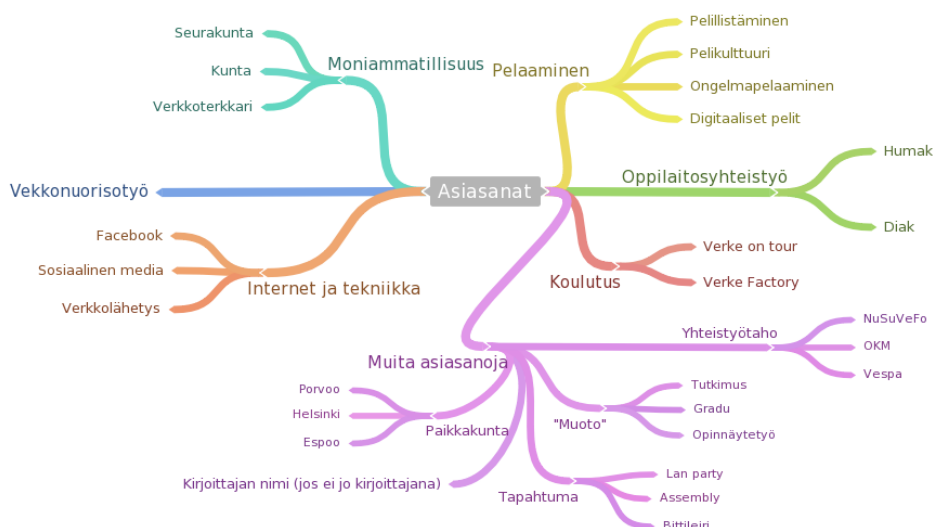 Asiasanat
Moniammatillisuus
Seurakunta
Kunta
Verkkoterkkari
Vekkonuorisotyö
Internet ja tekniikka
Facebook
Sosiaalinen media
Verkkolähetys
Pelaaminen
Pelillistäminen
Pelikulttuuri
Ongelmapelaaminen
Digitaaliset pelit
Oppilaitosyhteistyö
Humak
Diak
Koulutus
Verke on tour
Verke Factory
Muita asiasanoja
Yhteistyötaho
NuSuVeFo
OKM
Vespa
"Muoto"
Tutkimus
Gradu
Opinnäytetyö
Tapahtuma
Lan party
Assembly
Bittileiri
Paikkakunta
Porvoo
Helsinki
Espoo
Kirjoittajan nimi (jos ei jo kirjoittajana)